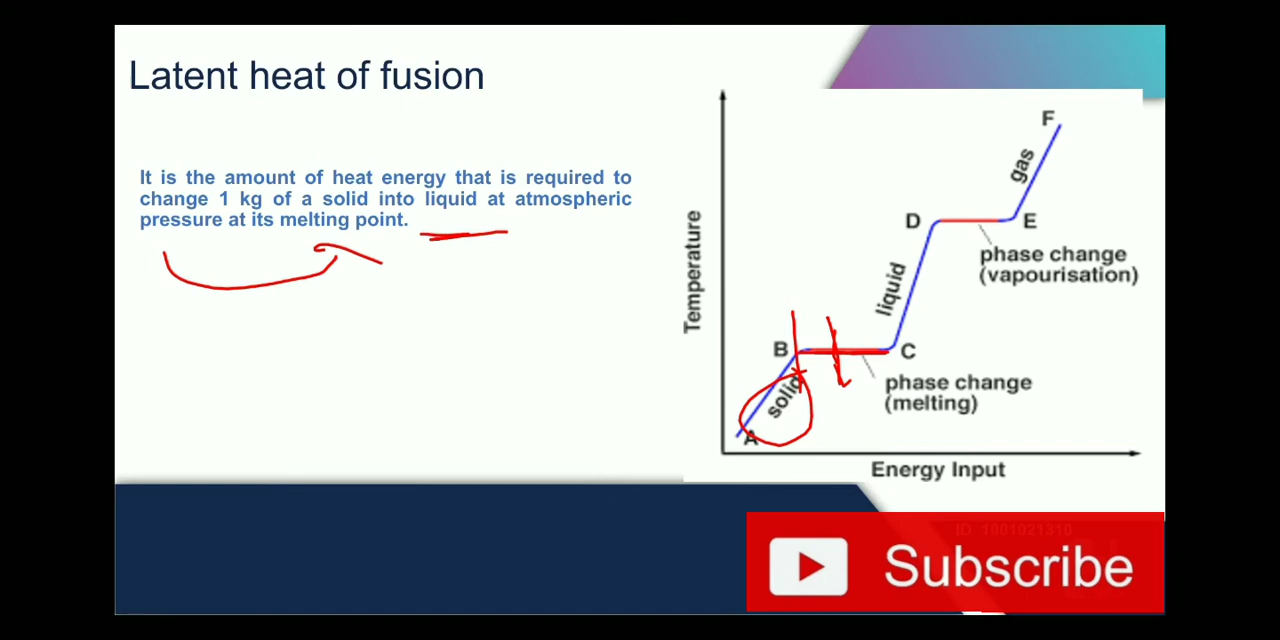 Latent heat of fusion
It is the amount of heat energy that is required to
change 1 kg of a solid into liquid at atmospheric
pressure at its melting point.
Temperature
F
gas
D
E
phase change
(vapourisation)
liquid
B
C
phase change
(melting)
solid
A
Energy Input
ID 1001021310
Subscribe